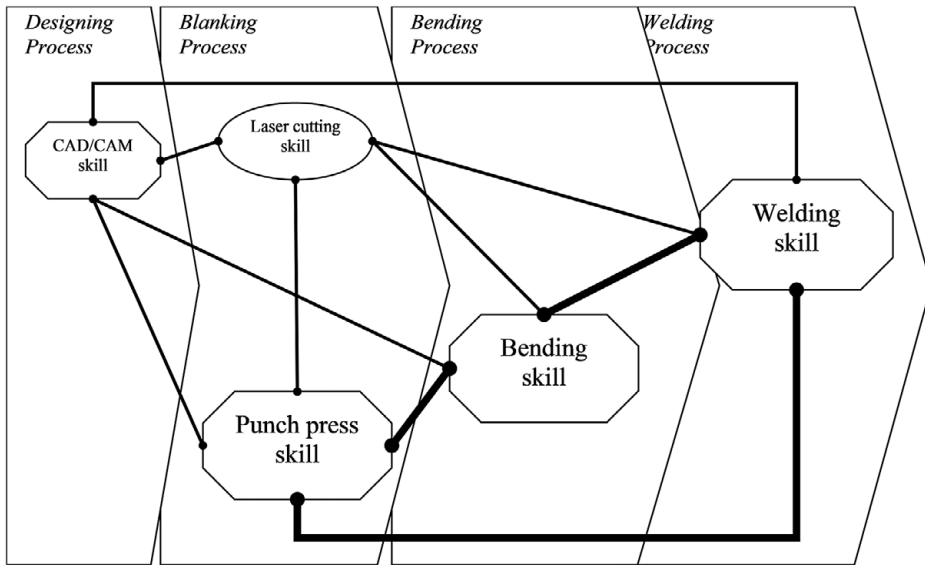 Designing
Process
Blanking
Process
Bending
Process
Welding
Process
CAD/CAM
skill
Laser cutting
skill
Welding
skill
Bending
skill
Punch press
skill